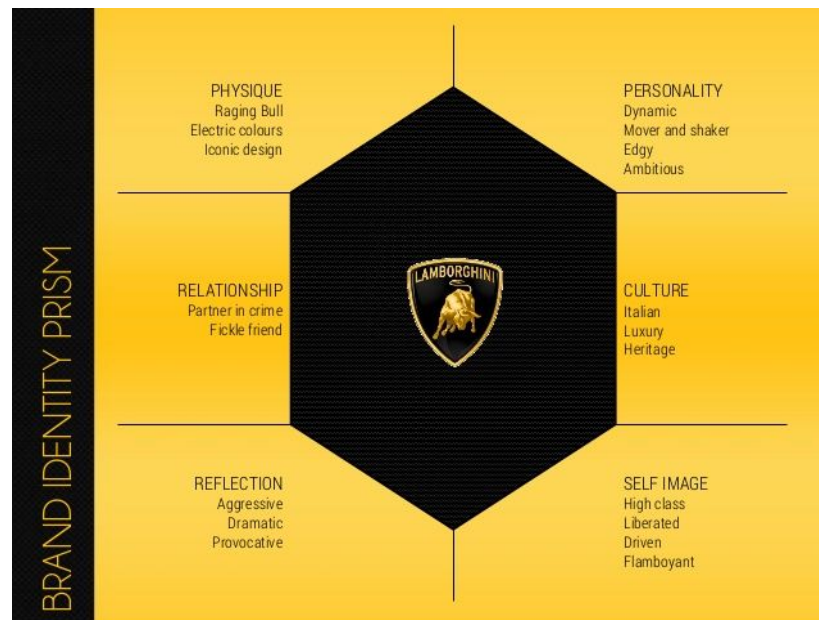 BRAND IDENTITY PRISM
PHYSIQUE
Raging Bull
Electric colours
Iconic design
PERSONALITY
Dynamic
Mover and shaker
Edgy
Ambitious
RELATIONSHIP
Partner in crime
Fickle friend
LAMBORGHINI
CULTURE
Italian
Luxury
Heritage
REFLECTION
Aggressive
Dramatic
Provocative
SELF IMAGE
High class
Liberated
Driven
Flamboyant